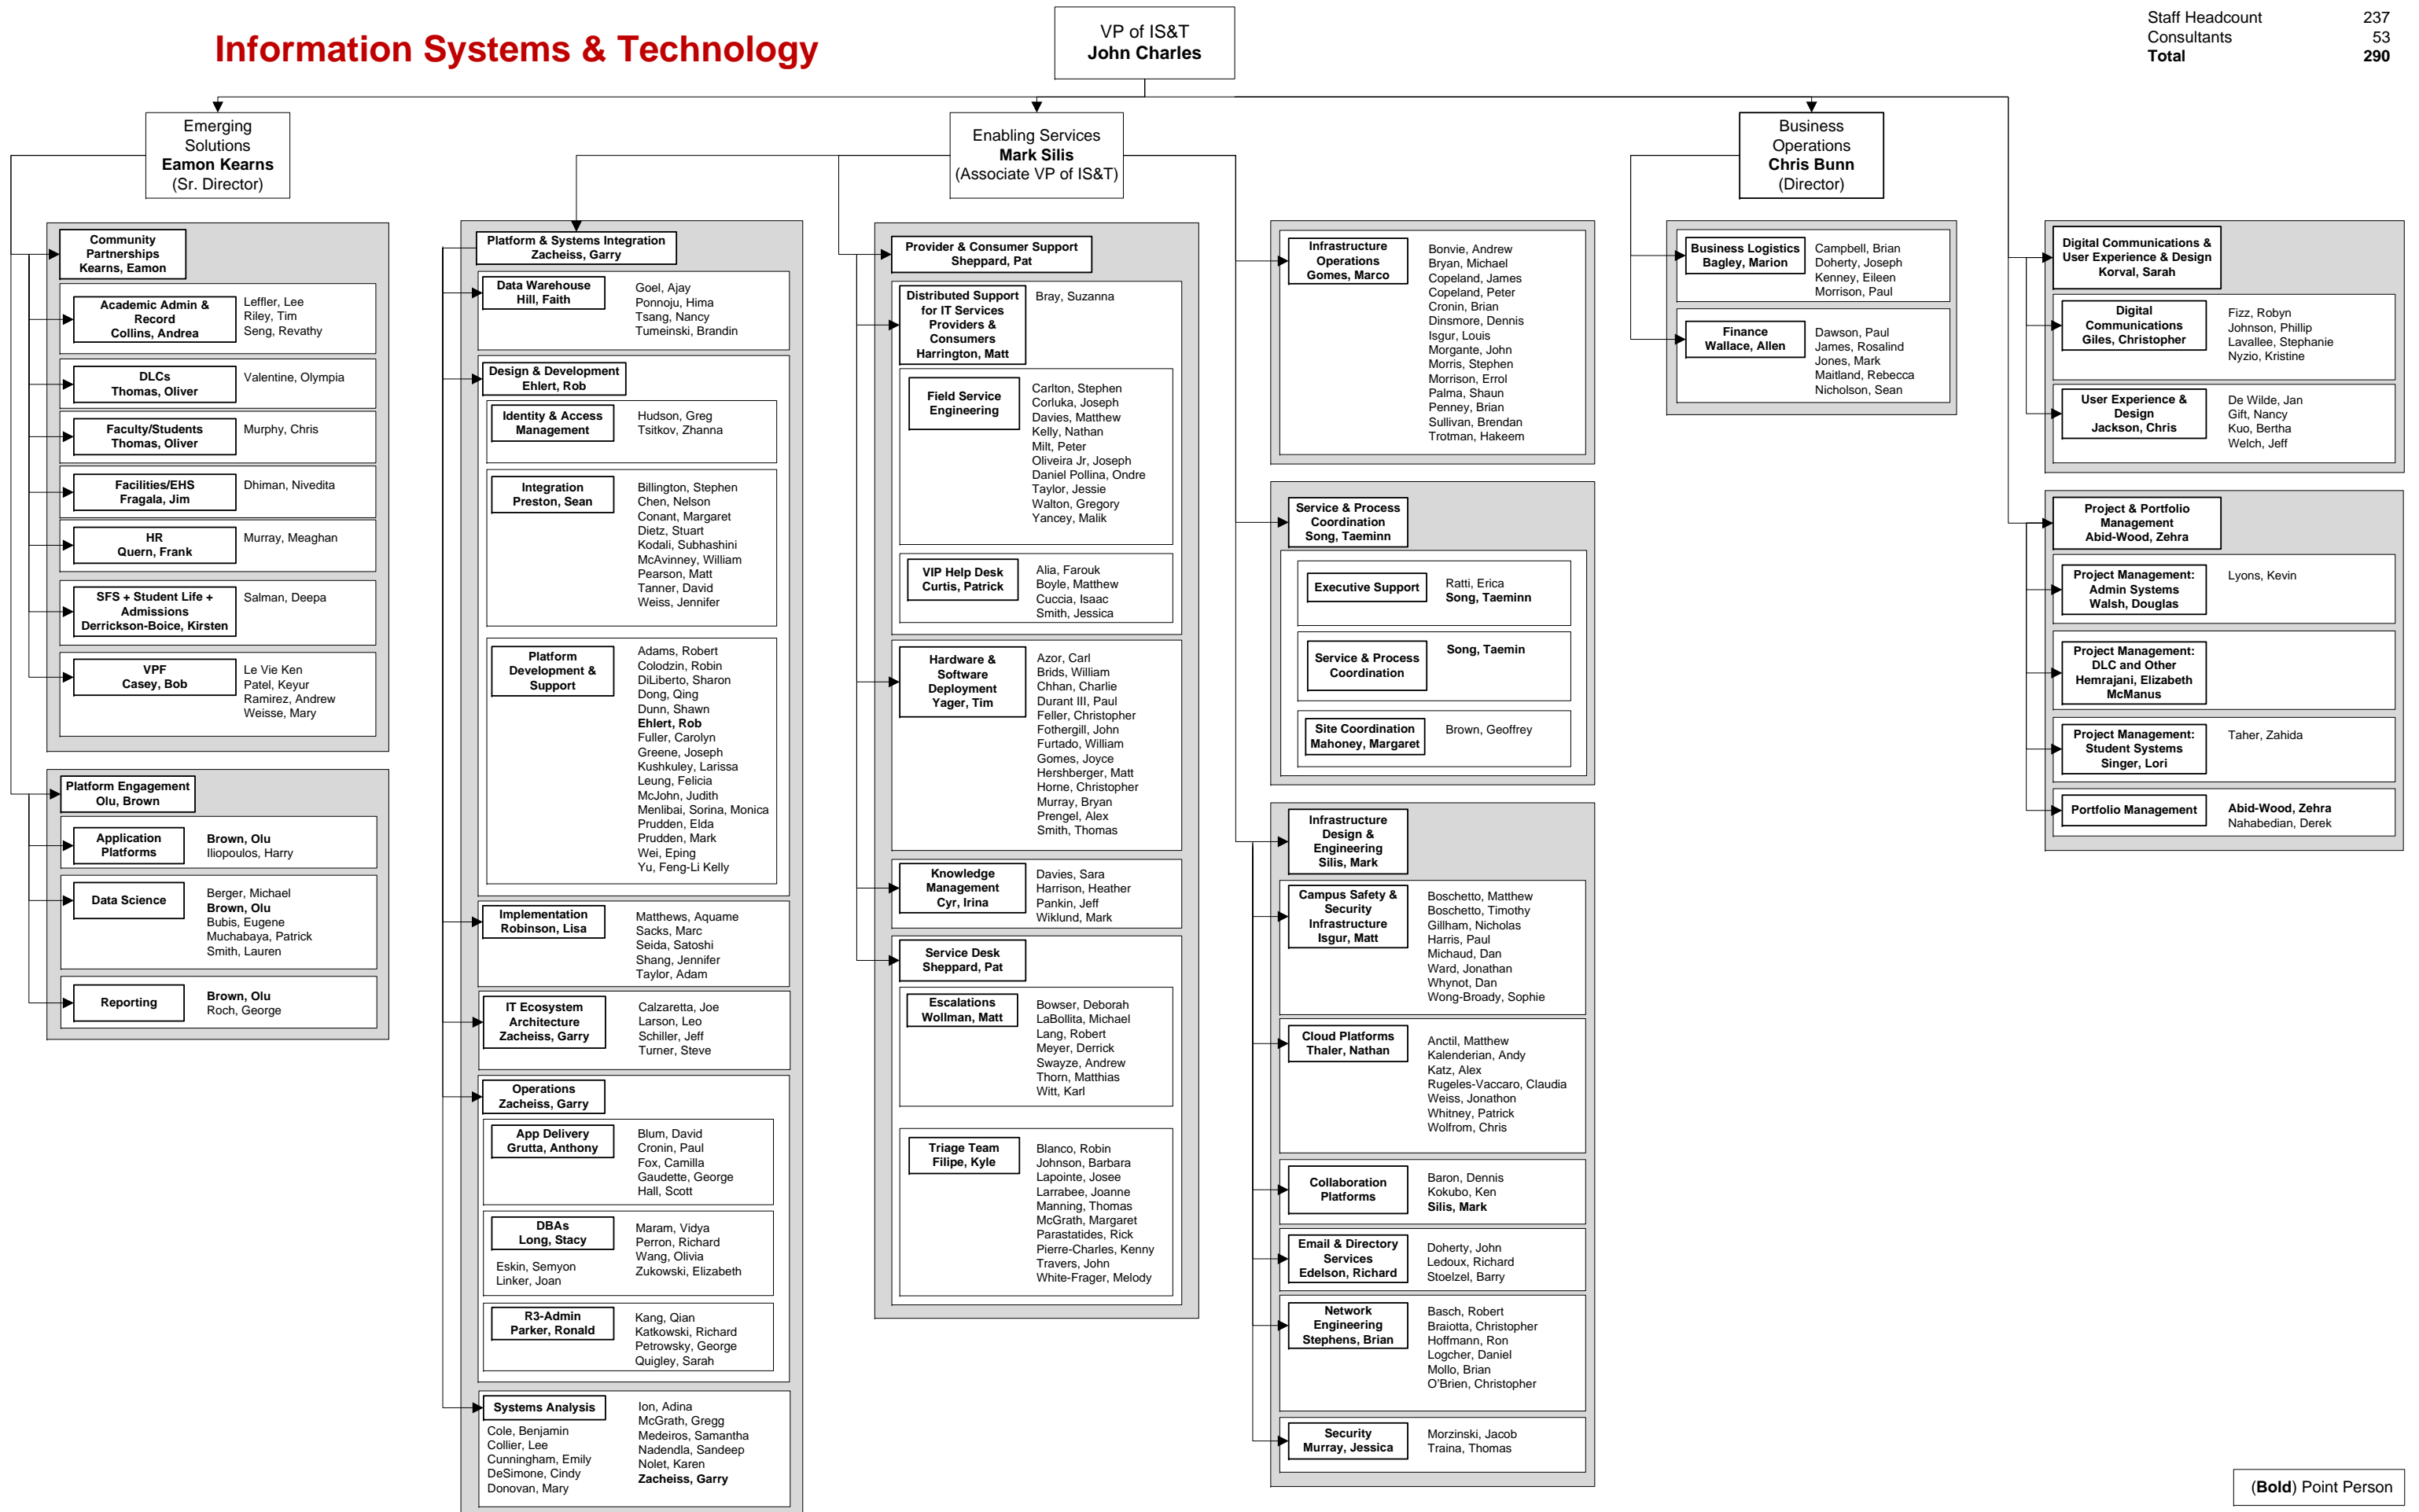 Information Systems & Technology
VP of IS&T
John Charles
Staff Headcount 237
Consultants 53
Total 290
Emerging
Solutions
Eamon Kearns
(Sr. Director)
Enabling Services
Mark Silis
(Associate VP of IS&T)
Business
Operations
Chris Bunn
(Director)
Community
Partnerships
Kearns, Eamon
Academic Admin &
Record
Collins, Andrea
Leffler, Lee
Riley, Tim
Seng, Revathy
DLCs
Thomas, Oliver
Valentine, Olympia
Faculty/Students
Thomas, Oliver
Murphy, Chris
Facilities/EHS
Fragala, Jim
Dhiman, Nivedita
HR
Quern, Frank
Murray, Meaghan
SFS + Student Life +
Admissions
Derrickson-Boice, Kirsten
Salman, Deepa
VPF
Casey, Bob
Le Vie Ken
Patel, Keyur
Ramirez, Andrew
Weisse, Mary
Platform Engagement
Olu, Brown
Application
Platforms
Brown, Olu
Iliopoulos, Harry
Data Science
Berger, Michael
Brown, Olu
Bubis, Eugene
Muchabaya, Patrick
Smith, Lauren
Reporting
Brown, Olu
Roch, George
Platform & Systems Integration
Zacheiss, Garry
Data Warehouse
Hill, Faith
Goel, Ajay
Ponnoju, Hima
Tsang, Nancy
Tumeinski, Brandin
Design & Development
Ehlert, Rob
Identity & Access
Management
Hudson, Greg
Tsitkov, Zhanna
Integration
Preston, Sean
Billington, Stephen
Chen, Nelson
Conant, Margaret
Dietz, Stuart
Kodali, Subhashini
McAvinney, William
Pearson, Matt
Tanner, David
Weiss, Jennifer
Platform
Development &
Support
Adams, Robert
Colodzin, Robin
DiLiberto, Sharon
Dong, Qing
Dunn, Shawn
Ehlert, Rob
Fuller, Carolyn
Greene, Joseph
Kushkuley, Larissa
Leung, Felicia
McJohn, Judith
Menlibai, Sorina, Monica
Prudden, Elda
Prudden, Mark
Wei, Eping
Yu, Feng-Li Kelly
Implementation
Robinson, Lisa
Matthews, Aquame
Sacks, Marc
Seida, Satoshi
Shang, Jennifer
Taylor, Adam
IT Ecosystem
Architecture
Zacheiss, Garry
Calzaretta, Joe
Larson, Leo
Schiller, Jeff
Turner, Steve
Operations
Zacheiss, Garry
App Delivery
Grutta, Anthony
Blum, David
Cronin, Paul
Fox, Camilla
Gaudette, George
Hall, Scott
DBAs
Long, Stacy
Eskin, Semyon
Linker, Joan
Maram, Vidya
Perron, Richard
Wang, Olivia
Zukowski, Elizabeth
R3-Admin
Parker, Ronald
Kang, Qian
Katkowski, Richard
Petrowsky, George
Quigley, Sarah
Systems Analysis
Cole, Benjamin
Collier, Lee
Cunningham, Emily
DeSimone, Cindy
Donovan, Mary
Ion, Adina
McGrath, Gregg
Medeiros, Samantha
Nadendla, Sandeep
Nolet, Karen
Zacheiss, Garry
Provider & Consumer Support
Sheppard, Pat
Distributed Support
for IT Services
Providers &
Consumers
Harrington, Matt
Bray, Suzanna
Field Service
Engineering
Carlton, Stephen
Corluka, Joseph
Davies, Matthew
Kelly, Nathan
Milt, Peter
Oliveira Jr, Joseph
Daniel Pollina, Ondre
Taylor, Jessie
Walton, Gregory
Yancey, Malik
VIP Help Desk
Curtis, Patrick
Alia, Farouk
Boyle, Matthew
Cuccia, Isaac
Smith, Jessica
Hardware &
Software
Deployment
Yager, Tim
Azor, Carl
Brids, William
Chhan, Charlie
Durant III, Paul
Feller, Christopher
Fothergill, John
Furtado, William
Gomes, Joyce
Hershberger, Matt
Horne, Christopher
Murray, Bryan
Prengel, Alex
Smith, Thomas
Knowledge
Management
Cyr, Irina
Davies, Sara
Harrison, Heather
Pankin, Jeff
Wiklund, Mark
Service Desk
Sheppard, Pat
Escalations
Wollman, Matt
Bowser, Deborah
LaBollita, Michael
Lang, Robert
Meyer, Derrick
Swayze, Andrew
Thorn, Matthias
Witt, Karl
Triage Team
Filipe, Kyle
Blanco, Robin
Johnson, Barbara
Lapointe, Josee
Larrabee, Joanne
Manning, Thomas
McGrath, Margaret
Parastatides, Rick
Pierre-Charles, Kenny
Travers, John
White-Frager, Melody
Infrastructure
Operations
Gomes, Marco
Bonvie, Andrew
Bryan, Michael
Copeland, James
Copeland, Peter
Cronin, Brian
Dinsmore, Dennis
Isgur, Louis
Morgante, John
Morris, Stephen
Morrison, Errol
Palma, Shaun
Penney, Brian
Sullivan, Brendan
Trotman, Hakeem
Service & Process
Coordination
Song, Taeminn
Executive Support
Ratti, Erica
Song, Taeminn
Service & Process
Coordination
Song, Taemin
Site Coordination
Mahoney, Margaret
Brown, Geoffrey
Infrastructure
Design &
Engineering
Silis, Mark
Campus Safety &
Security
Infrastructure
Isgur, Matt
Boschetto, Matthew
Boschetto, Timothy
Gillham, Nicholas
Harris, Paul
Michaud, Dan
Ward, Jonathan
Whynot, Dan
Wong-Broady, Sophie
Cloud Platforms
Thaler, Nathan
Anctil, Matthew
Kalenderian, Andy
Katz, Alex
Rugeles-Vaccaro, Claudia
Weiss, Jonathon
Whitney, Patrick
Wolfrom, Chris
Collaboration
Platforms
Baron, Dennis
Kokubo, Ken
Silis, Mark
Email & Directory
Services
Edelson, Richard
Doherty, John
Ledoux, Richard
Stoelzel, Barry
Network
Engineering
Stephens, Brian
Basch, Robert
Braiotta, Christopher
Hoffmann, Ron
Logcher, Daniel
Mollo, Brian
O'Brien, Christopher
Security
Murray, Jessica
Morzinski, Jacob
Traina, Thomas
Business Logistics
Bagley, Marion
Campbell, Brian
Doherty, Joseph
Kenney, Eileen
Morrison, Paul
Finance
Wallace, Allen
Dawson, Paul
James, Rosalind
Jones, Mark
Maitland, Rebecca
Nicholson, Sean
Digital Communications &
User Experience & Design
Korval, Sarah
Digital
Communications
Giles, Christopher
Fizz, Robyn
Johnson, Phillip
Lavallee, Stephanie
Nyzio, Kristine
User Experience &
Design
Jackson, Chris
De Wilde, Jan
Gift, Nancy
Kuo, Bertha
Welch, Jeff
Project & Portfolio
Management
Abid-Wood, Zehra
Project Management:
Admin Systems
Walsh, Douglas
Lyons, Kevin
Project Management:
DLC and Other
Hemrajani, Elizabeth
McManus
Project Management:
Student Systems
Singer, Lori
Taher, Zahida
Portfolio Management
Abid-Wood, Zehra
Nahabedian, Derek
(Bold) Point Person